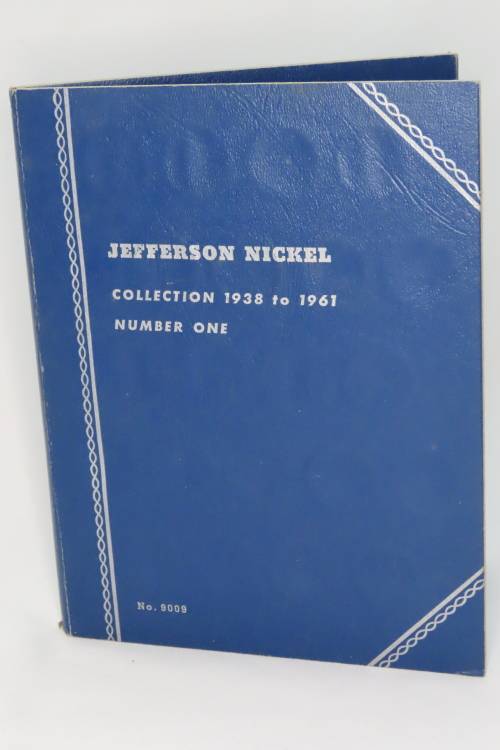 JEFFERSON NICKEL
COLLECTION 1938 to 1961
NUMBER ONE
No. 9009